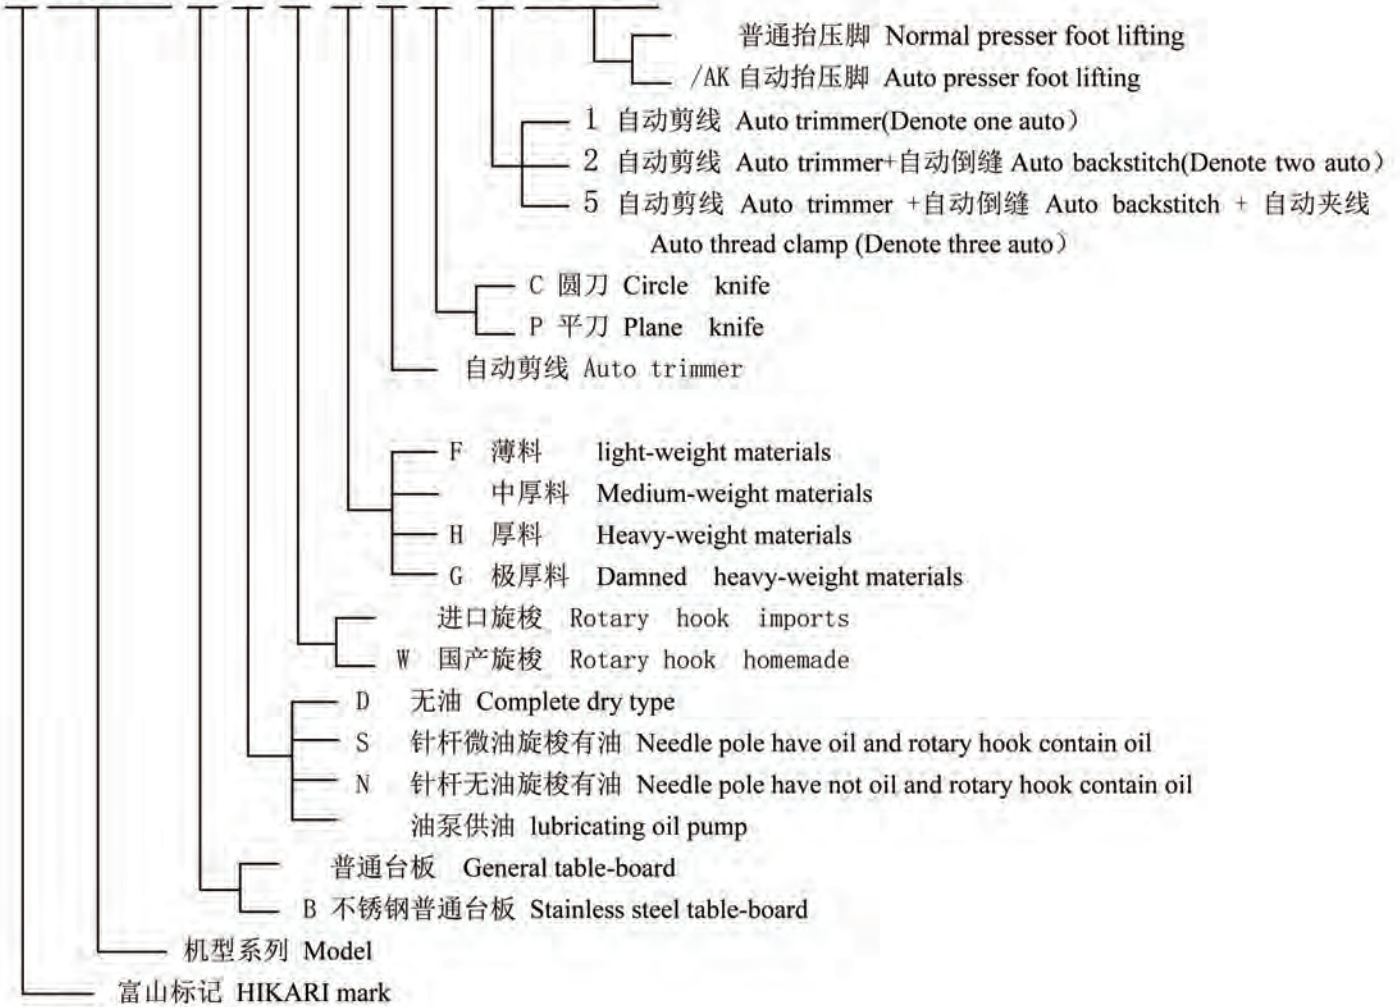 普通抬压脚 Normal presser foot lifting
/AK 自动抬压脚 Auto presser foot lifting
1 自动剪线 Auto trimmer(Denote one auto）
2 自动剪线 Auto trimmer+自动倒缝 Auto backstitch(Denote two auto）
5 自动剪线 Auto trimmer +自动倒缝 Auto backstitch + 自动夹线
Auto thread clamp (Denote three auto）
C 圆刀 Circle knife
P 平刀 Plane knife
自动剪线 Auto trimmer
F 薄料 light-weight materials
中厚料 Medium-weight materials
H 厚料 Heavy-weight materials
G 极厚料 Damned heavy-weight materials
进口旋梭 Rotary hook imports
W 国产旋梭 Rotary hook homemade
D 无油 Complete dry type
S 针杆微油旋梭有油 Needle pole have oil and rotary hook contain oil
N 针杆无油旋梭有油 Needle pole have not oil and rotary hook contain oil
油泵供油 lubricating oil pump
普通台板 General table-board
B 不锈钢普通台板 Stainless steel table-board
机型系列 Model
富山标记 HIKARI mark